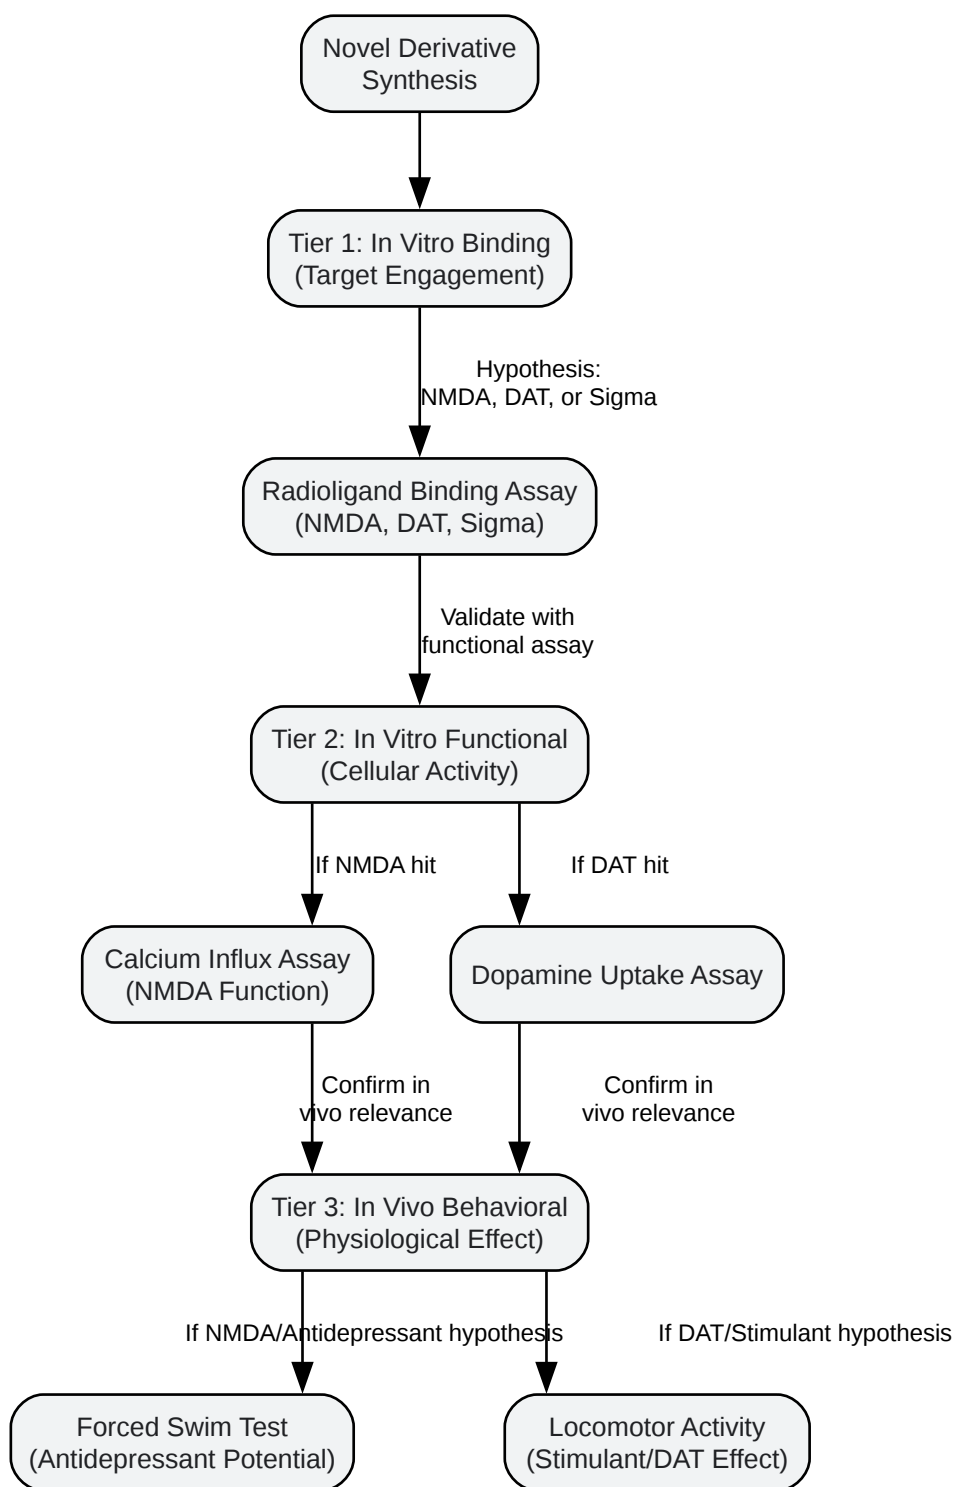 Novel Derivative
Synthesis
Tier 1: In Vitro Binding
(Target Engagement)
Hypothesis:
NMDA, DAT, or Sigma
Radioligand Binding Assay
(NMDA, DAT, Sigma)
Validate with
functional assay
Tier 2: In Vitro Functional
(Cellular Activity)
If NMDA hit
If DAT hit
Calcium Influx Assay
(NMDA Function)
Dopamine Uptake Assay
Confirm in
vivo relevance
Confirm in
vivo relevance
Tier 3: In Vivo Behavioral
(Physiological Effect)
If NMDA/Antidepressant hypothesis
If DAT/Stimulant hypothesis
Forced Swim Test
(Antidepressant Potential)
Locomotor Activity
(Stimulant/DAT Effect)